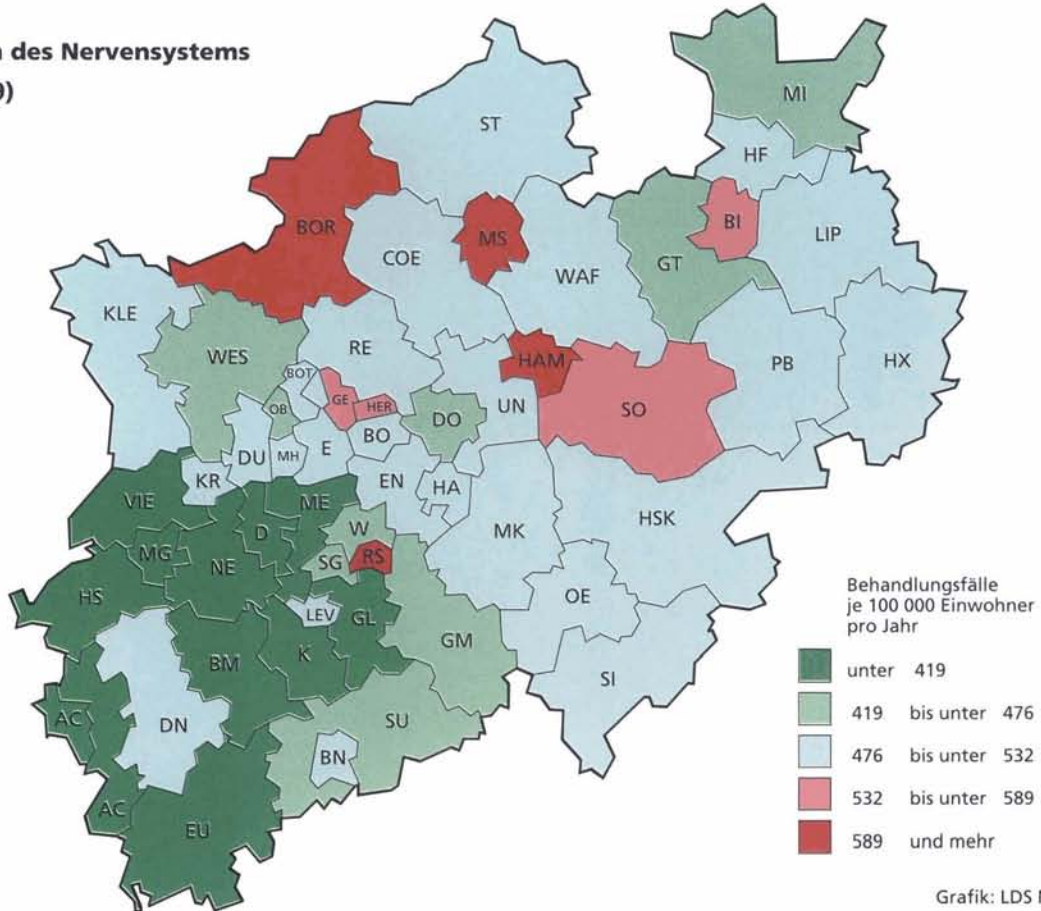 des Nervensystems
MI
ST
HF
BOR
MS
BI
LIP
COE
GT
WAF
KLE
WES
RE
HAM
PB
HX
BOT
GE
HER
OB
DO
UN
SO
BO
E
DU
MH
KR
EN
HA
VIE
ME
HSK
MK
D
W
MG
NE
SG
RS
HS
OE
LEV
GL
GM
BM
K
SI
AC
DN
SU
BN
AC
EU
Behandlungsfälle
je 100 000 Einwohner
pro Jahr
unter 419
419 bis unter 476
476 bis unter 532
532 bis unter 589
589 und mehr
Grafik: LDS